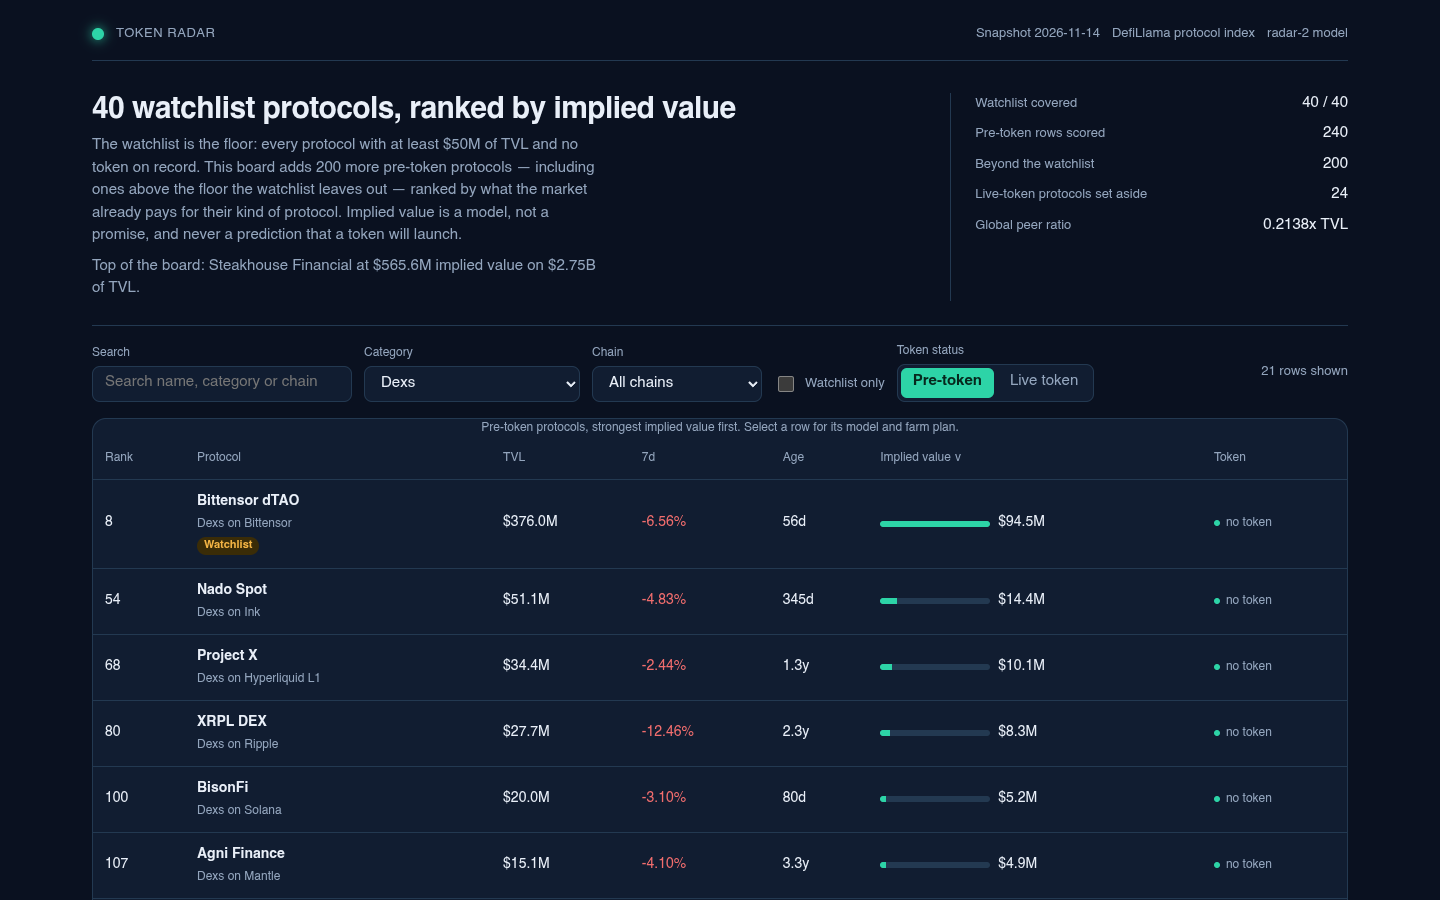 TOKEN RADAR
Snapshot 2026-11-14 DefiLlama protocol index radar-2 model
40 watchlist protocols, ranked by implied value
The watchlist is the floor: every protocol with at least $50M of TVL and no
token on record. This board adds 200 more pre-token protocols — including
ones above the floor the watchlist leaves out — ranked by what the market
already pays for their kind of protocol. Implied value is a model, not a
promise, and never a prediction that a token will launch.
Top of the board: Steakhouse Financial at $565.6M implied value on $2.75B
of TVL.
Watchlist covered 40 / 40
Pre-token rows scored 240
Beyond the watchlist 200
Live-token protocols set aside 24
Global peer ratio 0.2138x TVL
Search Category Chain Token status
Search name, category or chain Dexs All chains Watchlist only Pre-token Live token 21 rows shown
Pre-token protocols, strongest implied value first. Select a row for its model and farm plan.
Rank Protocol TVL 7d Age Implied value v Token
Bittensor dTAO
8 Dexs on Bittensor $376.0M -6.56% 56d $94.5M no token
Watchlist
Nado Spot
54 $51.1M -4.83% 345d $14.4M no token
Dexs on Ink
Project X
68 $34.4M -2.44% 1.3y $10.1M no token
Dexs on Hyperliquid L1
XRPL DEX
80 $27.7M -12.46% 2.3y $8.3M no token
Dexs on Ripple
BisonFi
100 $20.0M -3.10% 80d $5.2M no token
Dexs on Solana
Agni Finance
107 $15.1M -4.10% 3.3y $4.9M no token
Dexs on Mantle